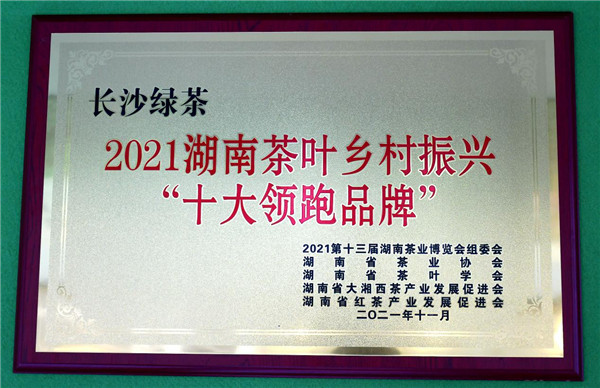 长沙绿茶
2021湖南茶叶乡村振兴
“十大领跑品牌”
2021第十三届湖南茶业博览会组委会
湖南省茶业协会
湖南省茶叶学会
湖南省大湘西茶产业发展促进会
湖南省红茶产业发展促进会
二〇二一年十一月